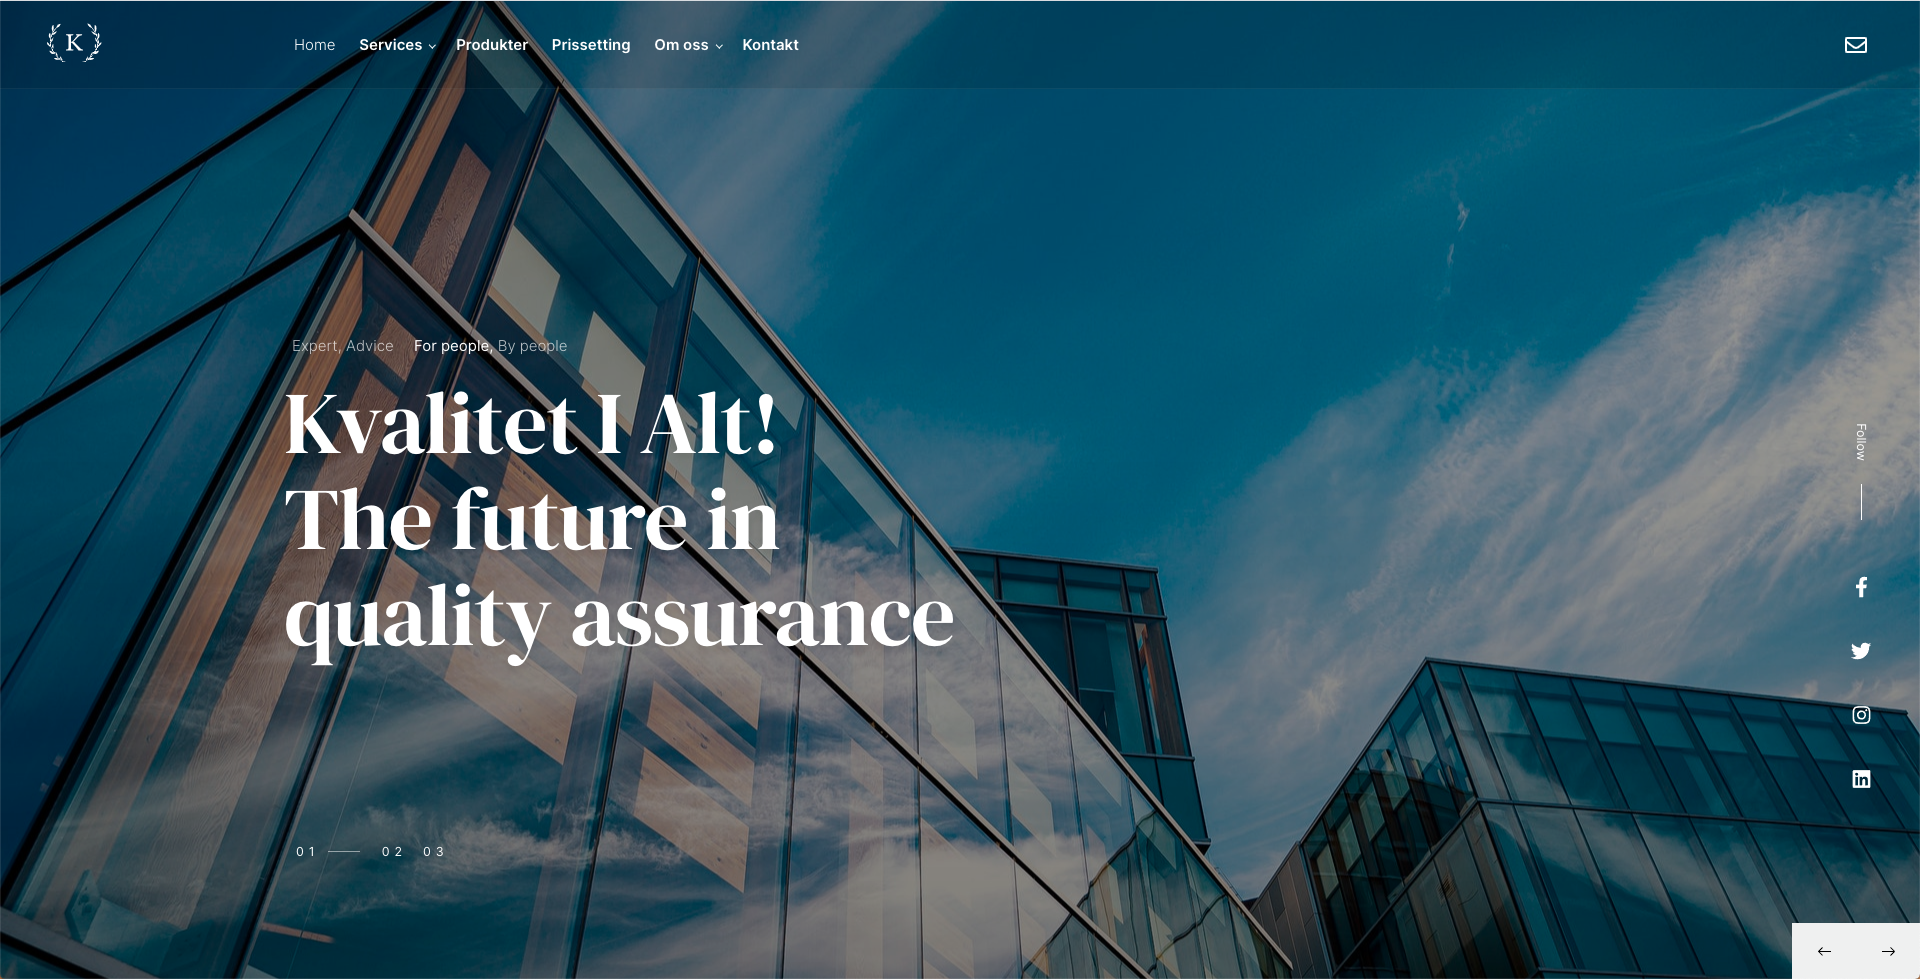 K
Home Services Produkter Prissetting Om oss Kontakt
Expert, Advice For people, By people
Kvalitet I Alt!
The future in
quality assurance
Follow
01 02 03